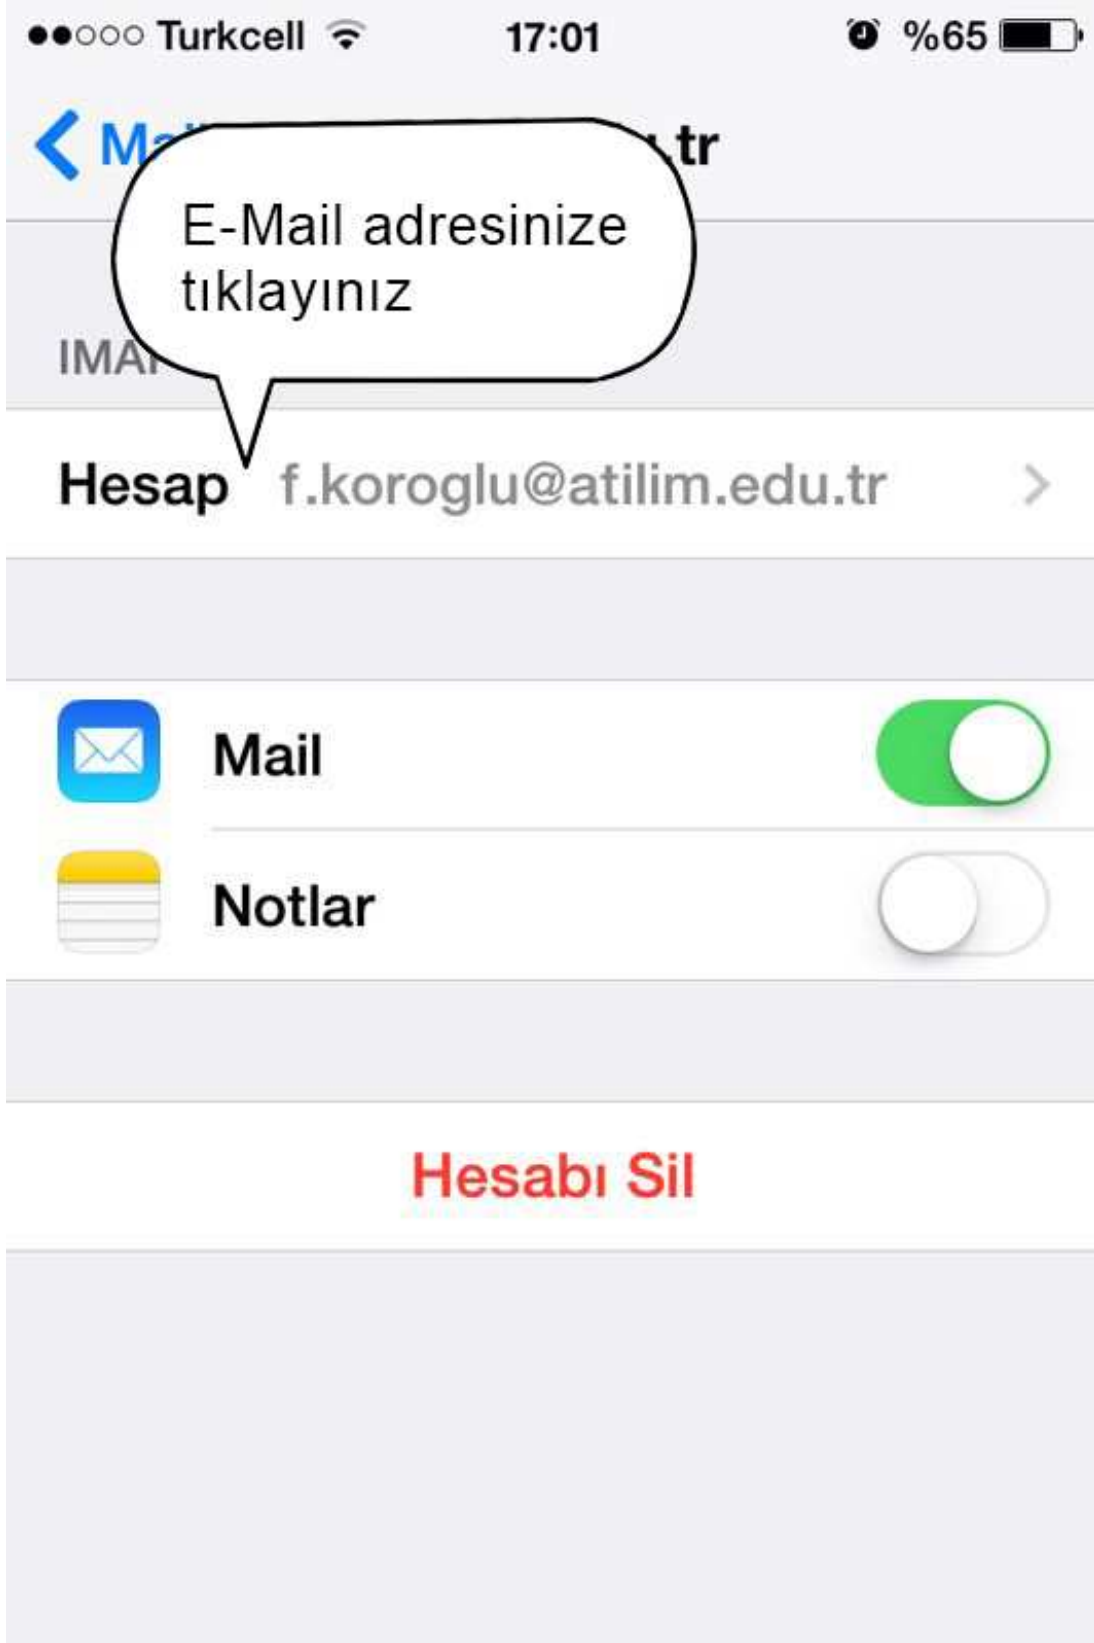 Turkcell 17:01 %65
.tr
E-Mail adresinize
tıklayınız
Hesap f.koroglu@atilim.edu.tr
Mail
Notlar
Hesabı Sil